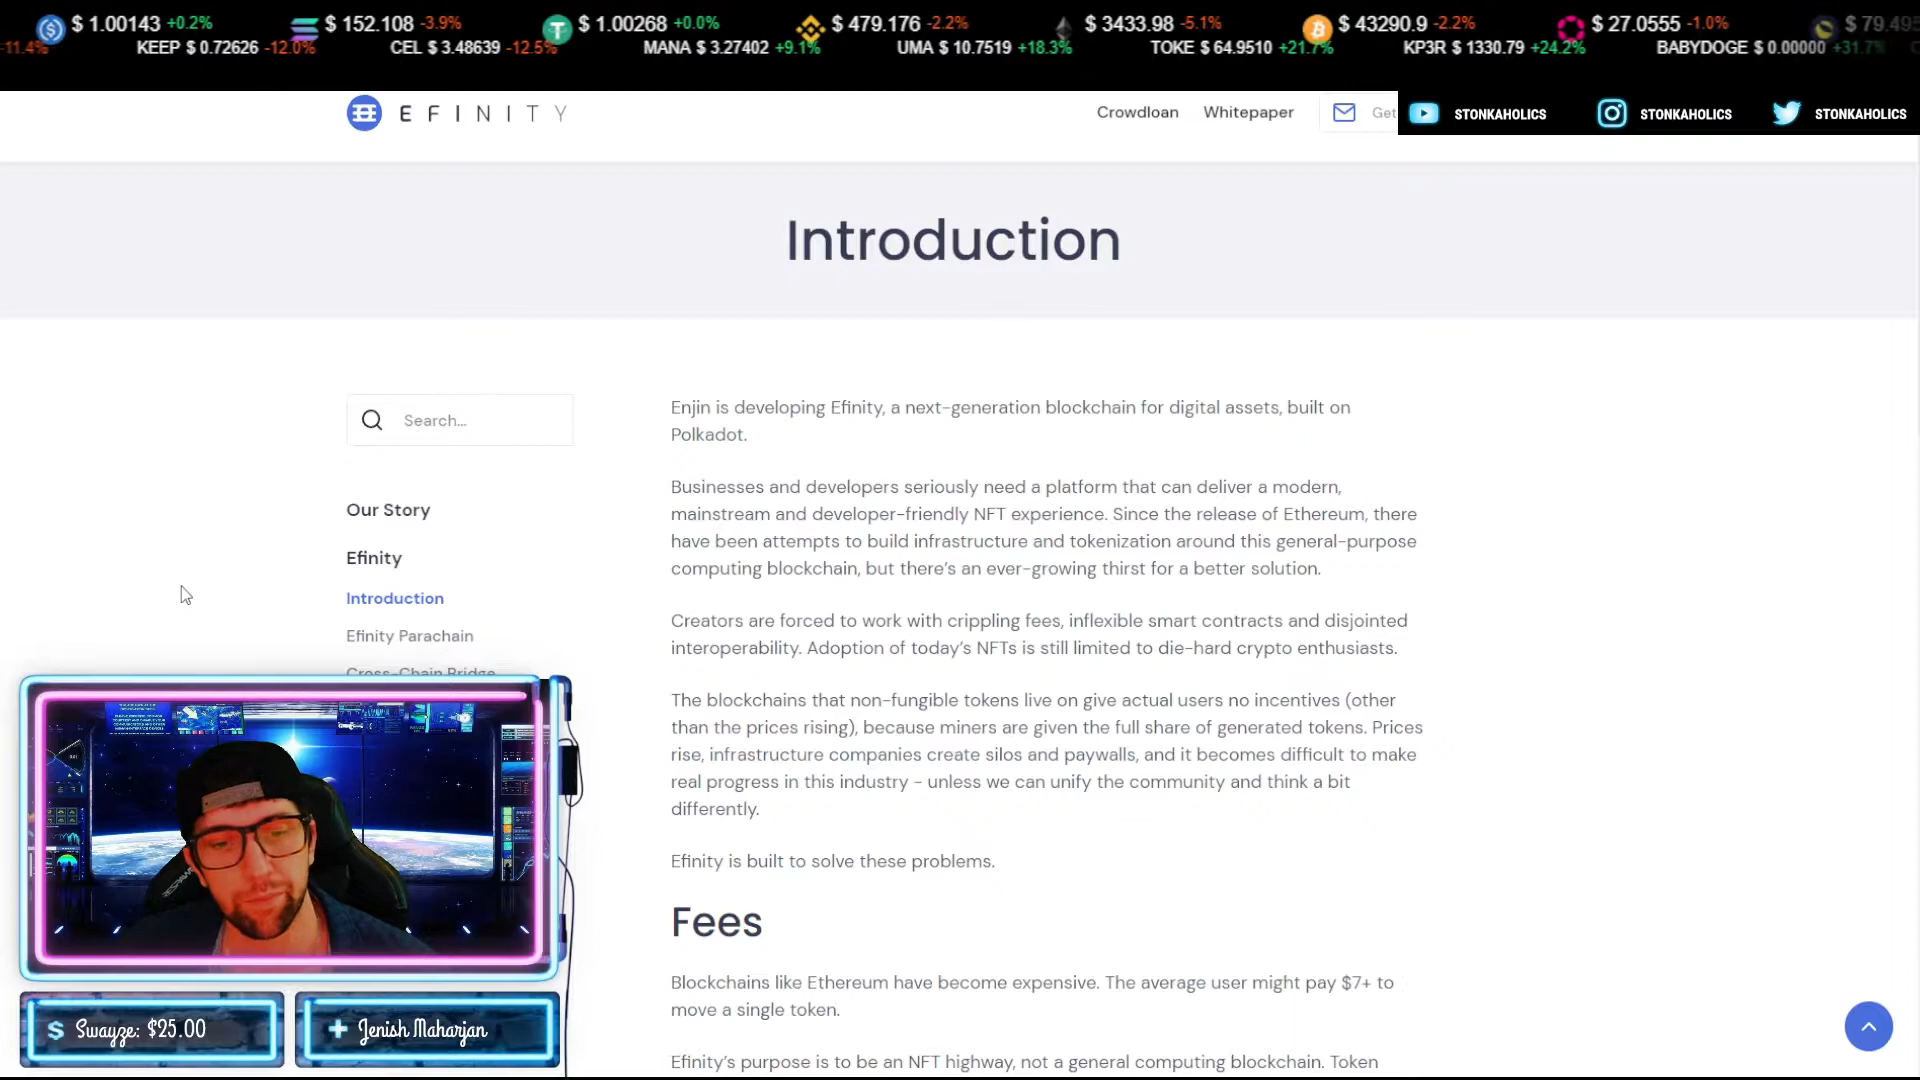 $ 1.00143 +0.2% $ 152.108 -3.9% $ 1.00268 +0.0% $ 479.176 -2.2% $ 3433.98 -5.1% $ 43290.9 -2.2% $ 27.0555 -1.0% $ 79.495
-11.4% KEEP $ 0.72626 -12.0% CEL $ 3.48639 -12.5% MANA $ 3.27402 +9.1% UMA $ 10.7519 +18.3% TOKE $ 64.9510 +21.7% KP3R $ 1330.79 +24.2% BABYDOGE $ 0.00000 +31.7%
EFINITY
Crowdloan Whitepaper Get
STONKAHOLICS STONKAHOLICS STONKAHOLICS
Introduction
Search...
Our Story
Efinity
Introduction
Efinity Parachain
Cross-Chain Bridge
Enjin is developing Efinity, a next-generation blockchain for digital assets, built on
Polkadot.
Businesses and developers seriously need a platform that can deliver a modern,
mainstream and developer-friendly NFT experience. Since the release of Ethereum, there
have been attempts to build infrastructure and tokenization around this general-purpose
computing blockchain, but there's an ever-growing thirst for a better solution.
Creators are forced to work with crippling fees, inflexible smart contracts and disjointed
interoperability. Adoption of today's NFTs is still limited to die-hard crypto enthusiasts.
The blockchains that non-fungible tokens live on give actual users no incentives (other
than the prices rising), because miners are given the full share of generated tokens. Prices
rise, infrastructure companies create silos and paywalls, and it becomes difficult to make
real progress in this industry - unless we can unify the community and think a bit
differently.
Efinity is built to solve these problems.
Fees
Blockchains like Ethereum have become expensive. The average user might pay $7+ to
move a single token.
Efinity's purpose is to be an NFT highway, not a general computing blockchain. Token
RESPAWN
$ Swayze: $25.00
+ Jenish Maharjan